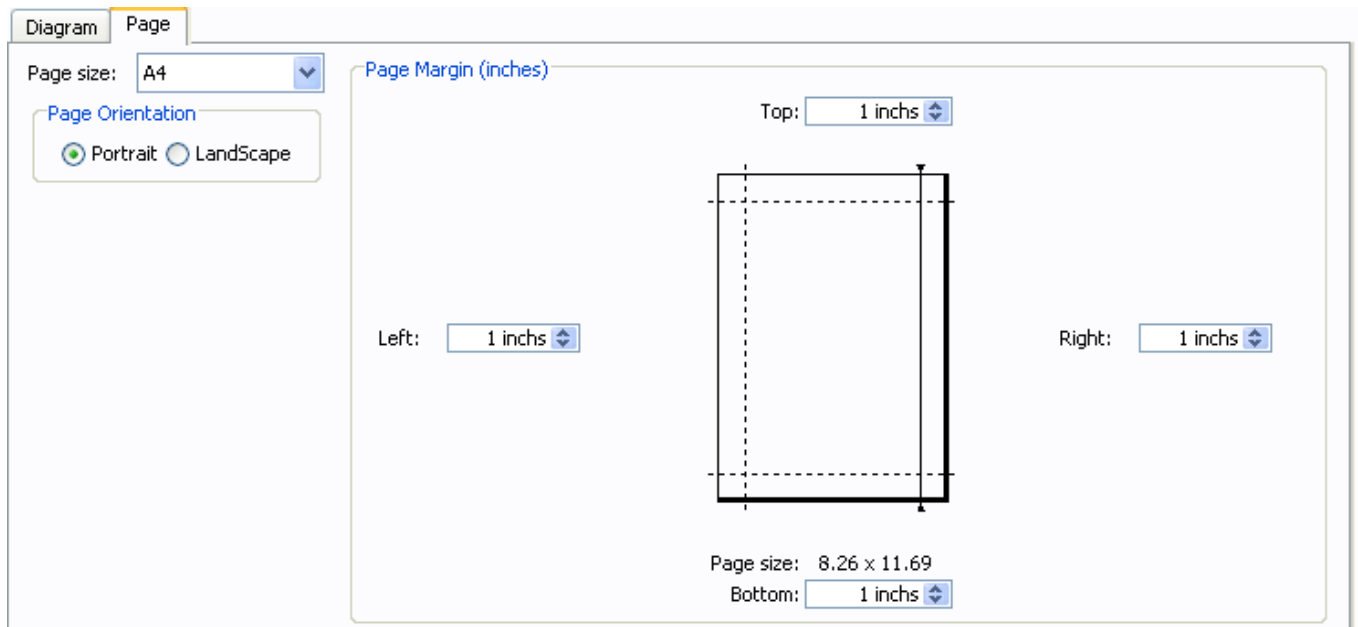 Diagram Page
Page size: A4
Page Margin (inches)
Top: 1 inchs
Page Orientation
Portrait LandScape
Left: 1 inchs
Right: 1 inchs
Page size: 8.26 x 11.69
Bottom: 1 inchs